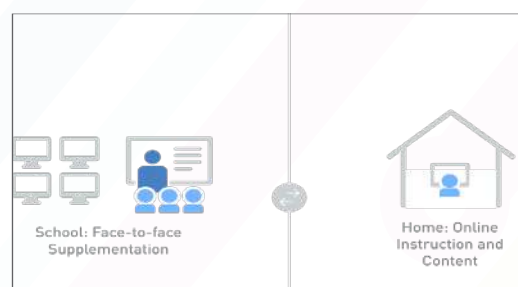 School: Face-to-face
Supplementation
Home: Online
Instruction and
Content